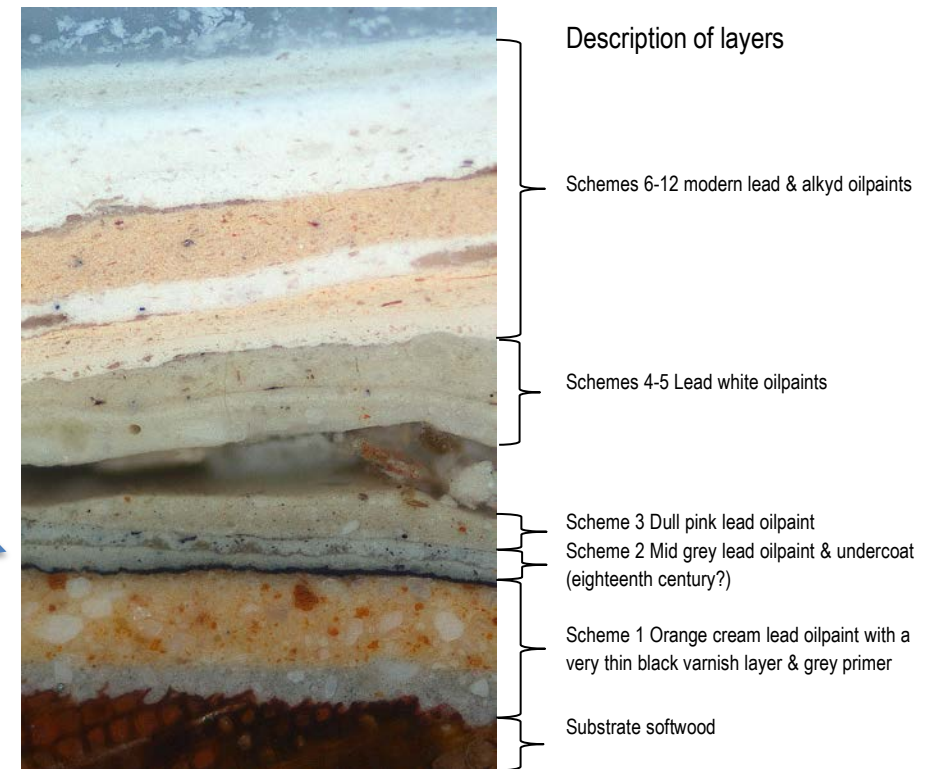 Description of layers
Schemes 6-12 modern lead & alkyd oilpaints
Schemes 4-5 Lead white oilpaints
Scheme 3 Dull pink lead oilpaint
Scheme 2 Mid grey lead oilpaint & undercoat
(eighteenth century?)
Scheme 1 Orange cream lead oilpaint with a
very thin black varnish layer & grey primer
Substrate softwood